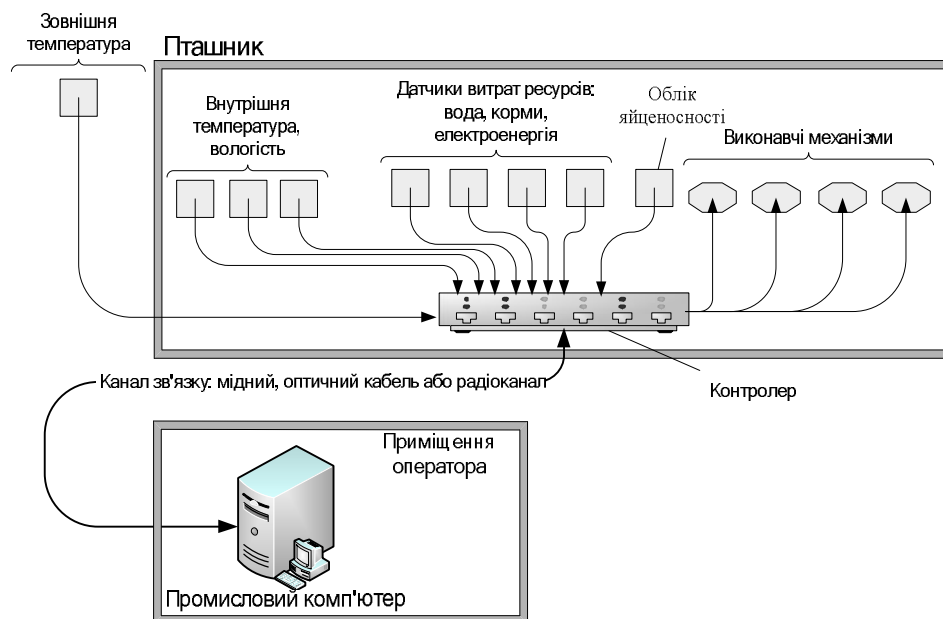 Зовнішня
температура
Пташник
Внутрішня
температура,
вологість
Датчики витрат ресурсів:
вода, корми,
електроенергія
Облік
яйценосності
Виконавчі механізми
Канал зв'язку: мідний, оптичний кабель або радіоканал
Контролер
Приміщення
оператора
Промисловий комп'ютер